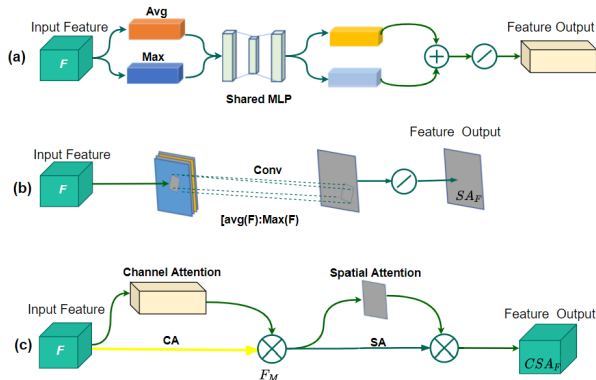 Avg
Input Feature
Feature Output
(a)
F
Max
Shared MLP
Feature Output
Input Feature
Conv
(b)
F
SA_F
[avg(F):Max(F)
Channel Attention
Spatial Attention
Input Feature
Feature Output
(c)
F
CA
SA
CSA_F
F_M